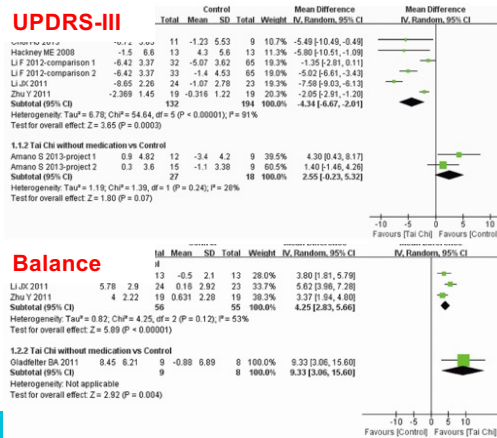 UPDRS-III
Total Mean SD Total Weight IV, Random, 95% CI IV, Random, 95% CI
11 -1.23 5.53 9 10.7% -5.49 [-10.49, -0.49]
Hackney ME 2008 -1.5 6.6 13 4.3 5.6 13 10.9% -5.80 [-10.51, -1.09]
Li F 2012-comparison 1 -6.42 3.37 32 -5.07 3.62 65 -1.35 [-2.81, 0.11]
Li F 2012-comparison 2 -6.42 3.37 33 -1.4 4.53 65 -5.02 [-6.61, -3.43]
Li JX 2011 -8.65 2.26 24 -1.07 2.78 23 -7.58 [-9.03, -6.13]
Zhu Y 2011 -2.369 1.45 19 -0.316 1.22 19 -2.05 [-2.91, -1.20]
Subtotal (95% CI) 132 194 100.0% -4.34 [-6.67, -2.01]
Heterogeneity: Tau² = 6.78; Chi² = 54.64, df = 5 (P < 0.00001); I² = 91%
Test for overall effect: Z = 3.65 (P = 0.0003)
1.1.2 Tai Chi without medication vs Control
Amano S 2013-project 1 0.9 4.82 12 -3.4 4.2 9 39.5% 4.30 [0.43, 8.17]
Amano S 2013-project 2 0.3 3.6 15 -1.1 3.38 9 60.5% 1.40 [-1.46, 4.26]
Subtotal (95% CI) 27 18 100.0% 2.55 [-0.23, 5.32]
Heterogeneity: Tau² = 1.19; Chi² = 1.39, df = 1 (P = 0.24); I² = 28%
Test for overall effect: Z = 1.80 (P = 0.07)
-10 -5 0 5 10
Favours [Tai Chi] Favours [Control]
Balance
Mean SD Total Weight IV, Random, 95% CI IV, Random, 95% CI
13 -0.5 2.1 13 28.0% 3.80 [1.81, 5.79]
Li JX 2011 5.78 2.9 24 0.16 2.92 23 5.62 [3.96, 7.28]
Zhu Y 2011 4 2.22 19 0.631 2.28 19 3.37 [1.94, 4.80]
Subtotal (95% CI) 56 55 100.0% 4.25 [2.83, 5.66]
Heterogeneity: Tau² = 0.82; Chi² = 4.25, df = 2 (P = 0.12); I² = 53%
Test for overall effect: Z = 5.89 (P < 0.00001)
1.2.2 Tai Chi without medication vs Control
Gladfelter BA 2011 8.45 6.21 9 -0.88 6.89 8 100.0% 9.33 [3.06, 15.60]
Subtotal (95% CI) 9 8 100.0% 9.33 [3.06, 15.60]
Heterogeneity: Not applicable
Test for overall effect: Z = 2.92 (P = 0.004)
-10 -5 0 5 10
Favours [Control] Favours [Tai Chi]